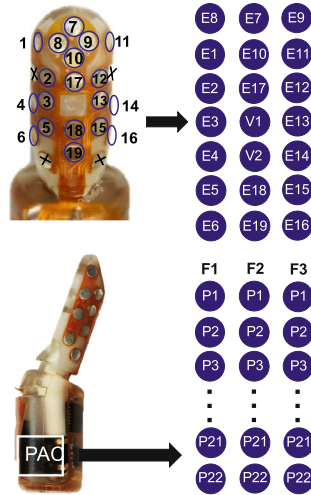 7
1 8 9 11
10
X 2 17 12 X
4 3 13 14
6 5 18 15 16
X 19 X
E8 E7 E9
E1 E10 E11
E2 E17 E12
E3 V1 E13
E4 V2 E14
E5 E18 E15
E6 E19 E16
F1 F2 F3
P1 P1 P1
P2 P2 P2
P3 P3 P3
PAC
P21 P21 P21
P22 P22 P22